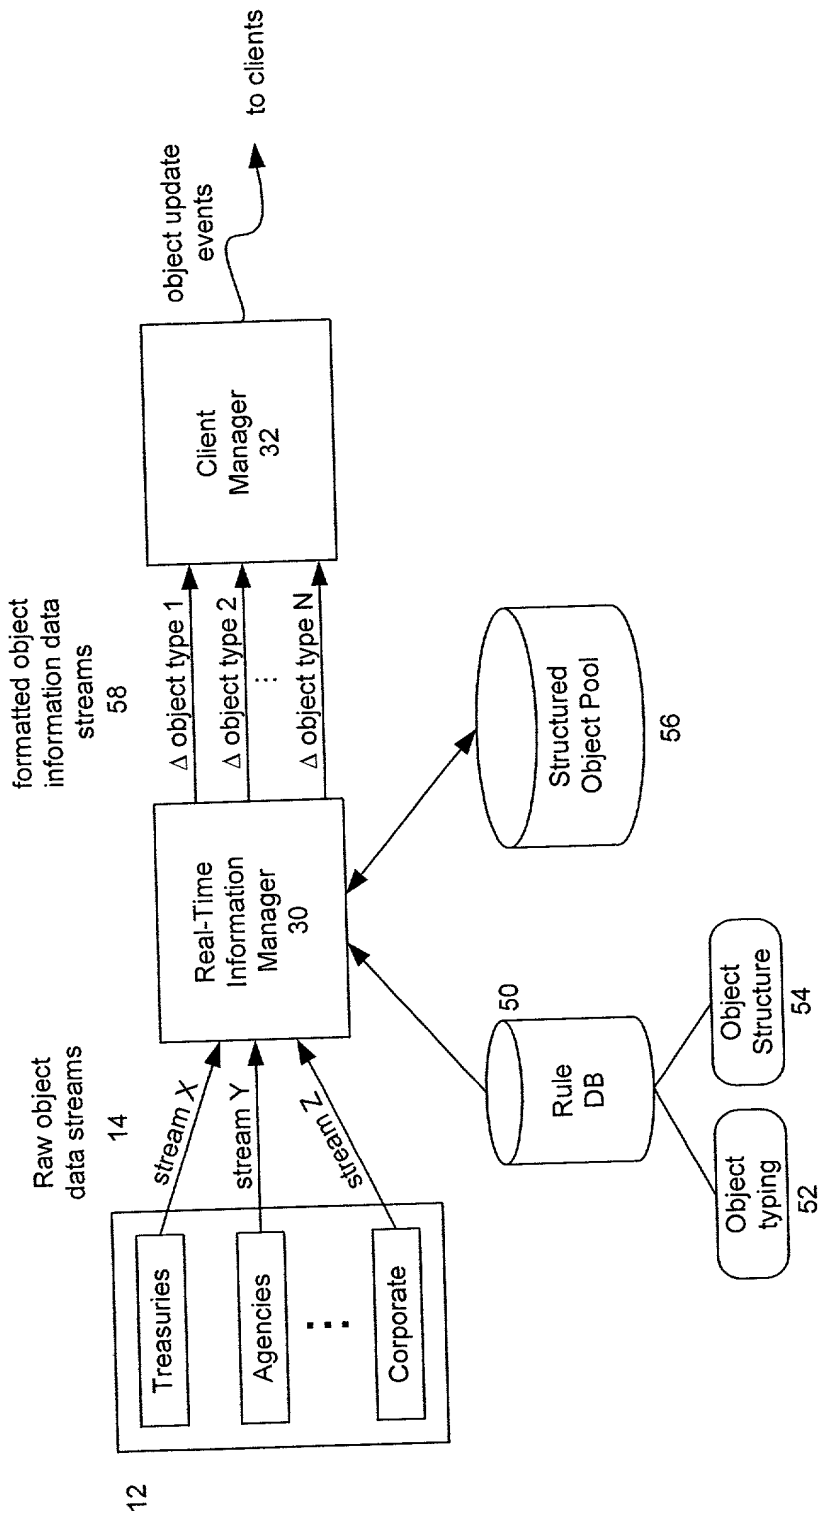 Raw object
data streams
14
formatted object
information data
streams
58
object update
events
to clients
12
Treasuries
Agencies
⋮
Corporate
stream X
stream Y
stream Z
Real-Time
Information
Manager
30
Δ object type 1
Δ object type 2
⋮
Δ object type N
Client
Manager
32
50
Rule
DB
Structured
Object Pool
56
Object
typing
52
Object
Structure
54